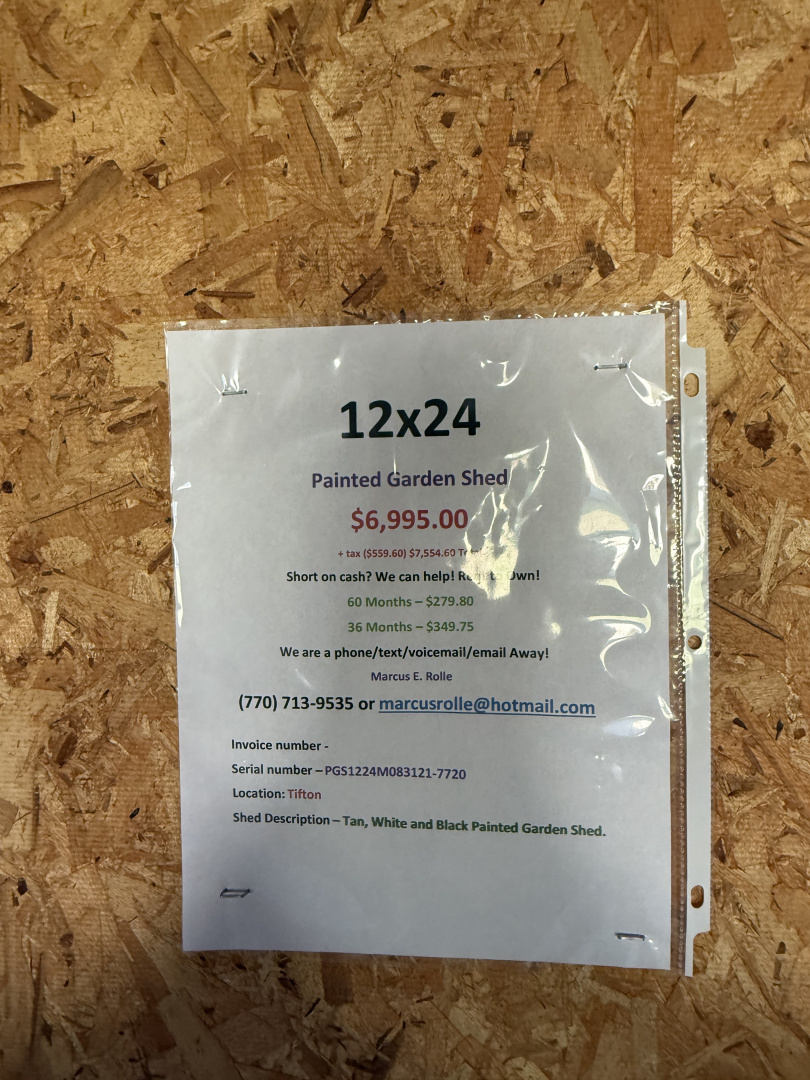 12x24
Painted Garden Shed
$6,995.00
+ tax ($559.60) $7,554.60
Short on cash? We can help! Own!
60 Months – $279.80
36 Months – $349.75
We are a phone/text/voicemail/email Away!
Marcus E. Rolle
(770) 713-9535 or marcusrolle@hotmail.com
Invoice number -
Serial number – PGS1224M083121-7720
Location: Tifton
Shed Description – Tan, White and Black Painted Garden Shed.